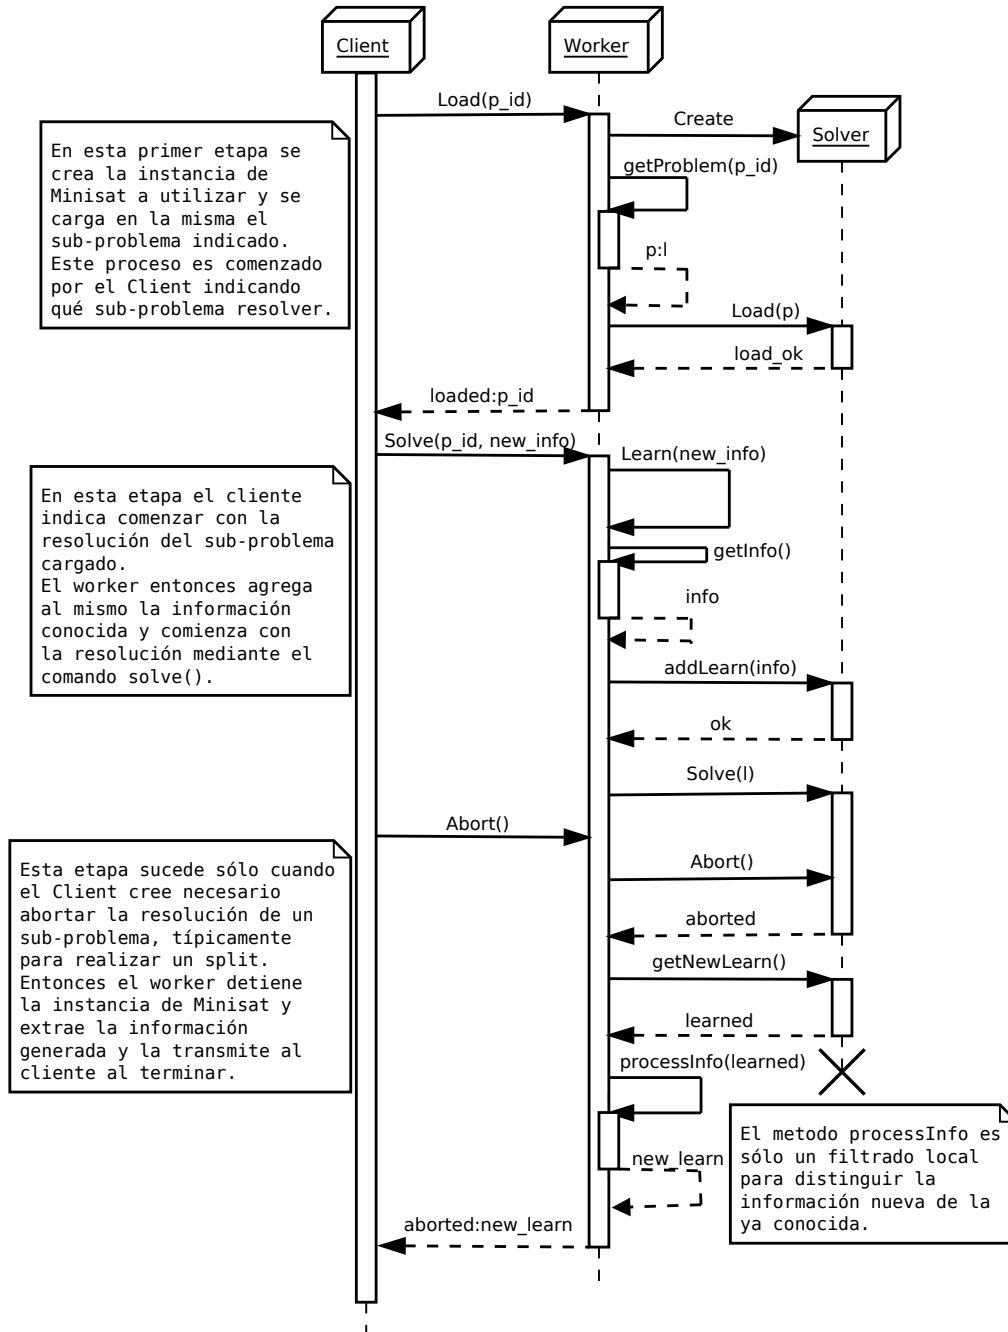 Client
Worker
Solver
Load(p_id)
Create
getProblem(p_id)
En esta primer etapa se
crea la instancia de
Minisat a utilizar y se
carga en la misma el
sub-problema indicado.
Este proceso es comenzado
por el Client indicando
qué sub-problema resolver.
p:l
Load(p)
load_ok
loaded:p_id
Solve(p_id, new_info)
Learn(new_info)
En esta etapa el cliente
indica comenzar con la
resolución del sub-problema
cargado.
El worker entonces agrega
al mismo la información
conocida y comienza con
la resolución mediante el
comando solve().
getInfo()
info
addLearn(info)
ok
Solve(l)
Abort()
Abort()
Esta etapa sucede sólo cuando
el Client cree necesario
abortar la resolución de un
sub-problema, típicamente
para realizar un split.
Entonces el worker detiene
la instancia de Minisat y
extrae la información
generada y la transmite al
cliente al terminar.
aborted
getNewLearn()
learned
processInfo(learned)
El metodo processInfo es
sólo un filtrado local
para distinguir la
información nueva de la
ya conocida.
new_learn
aborted:new_learn